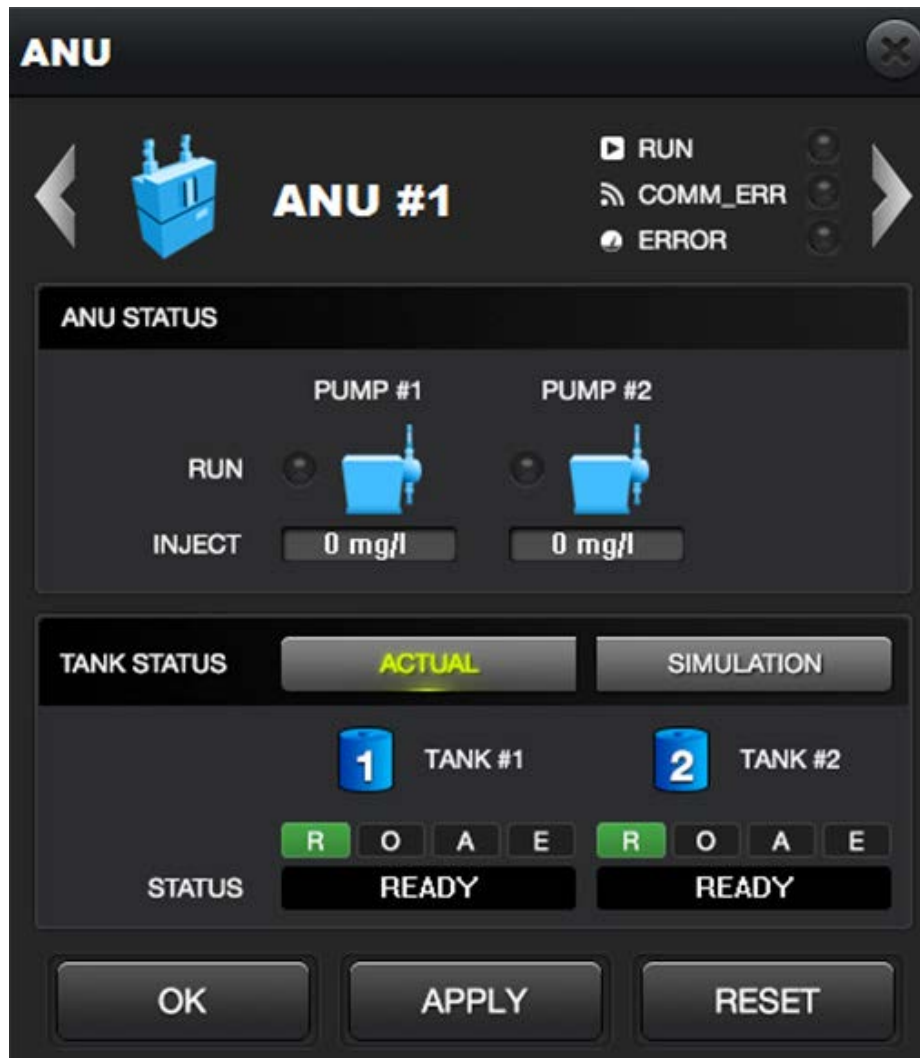 ANU
ANU #1
RUN
COMM_ERR
ERROR
ANU STATUS
PUMP #1 PUMP #2
RUN
INJECT 0 mg/l 0 mg/l
TANK STATUS ACTUAL SIMULATION
1 TANK #1 2 TANK #2
R O A E R O A E
STATUS READY READY
OK APPLY RESET